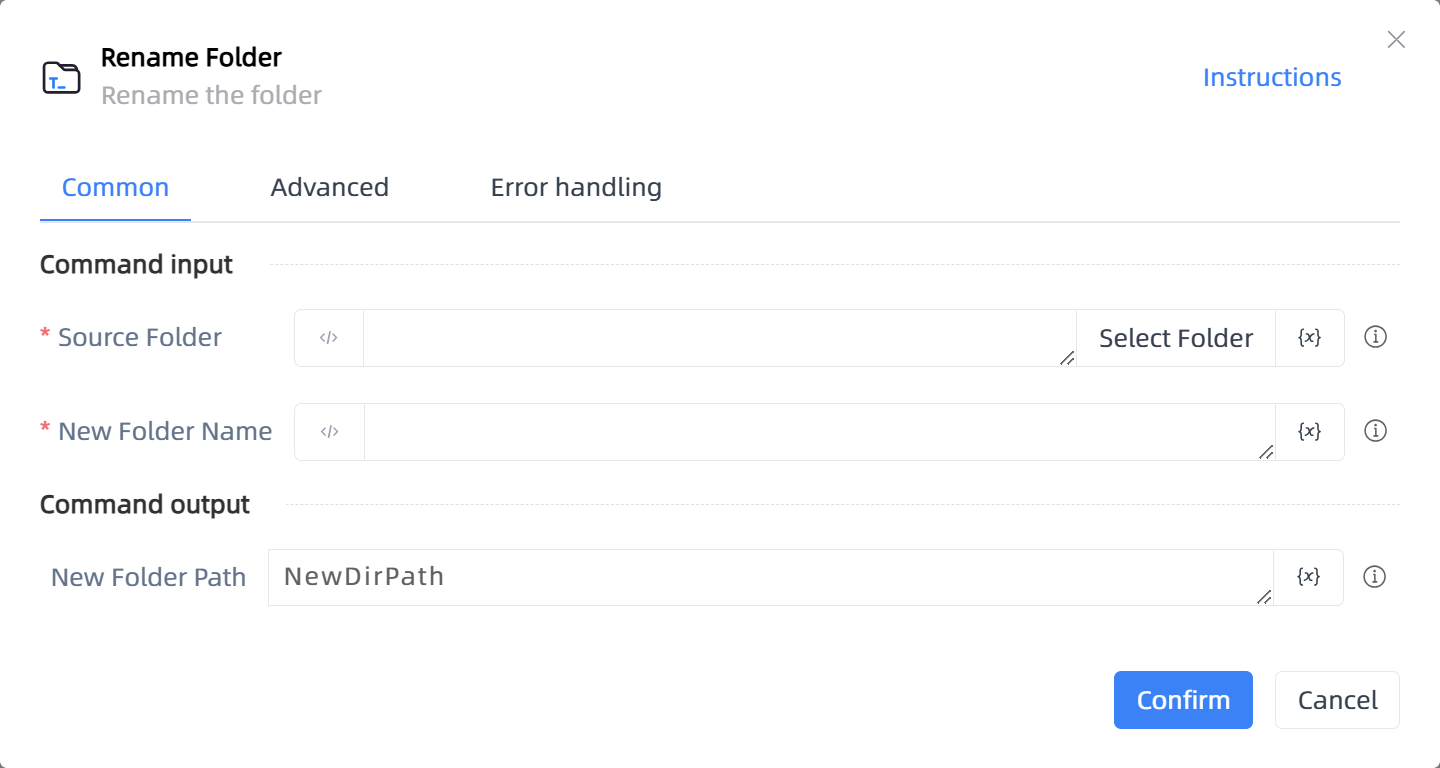 Rename Folder
Rename the folder
Instructions
Common Advanced Error handling
Command input
* Source Folder </> Select Folder {x}
* New Folder Name </> {x}
Command output
New Folder Path NewDirPath {x}
Confirm Cancel